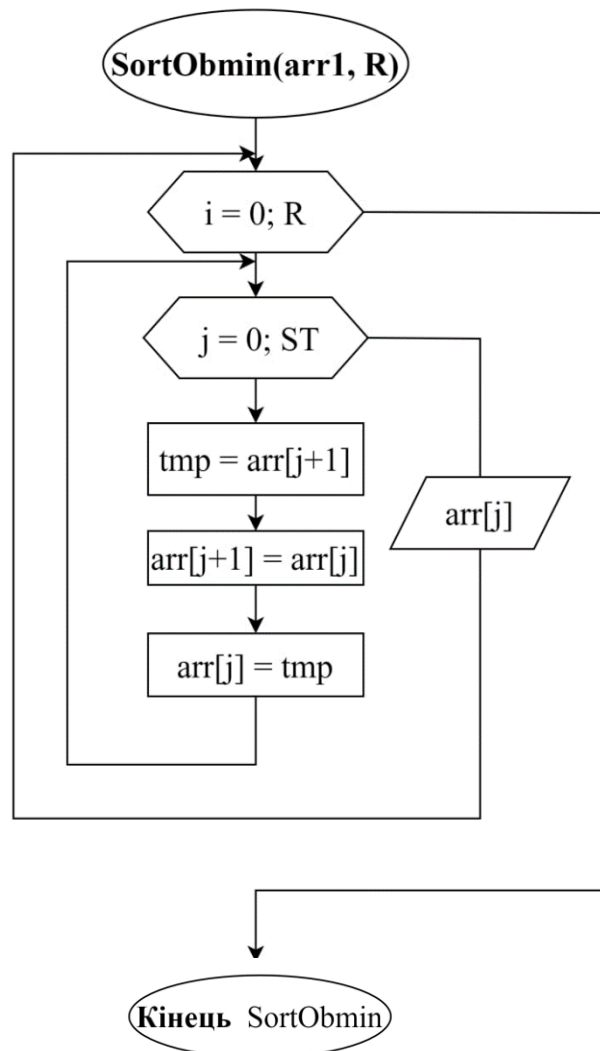 SortObmin(arr1, R)
i = 0; R
j = 0; ST
tmp = arr[j+1]
arr[j]
arr[j+1] = arr[j]
arr[j] = tmp
Кінець SortObmin